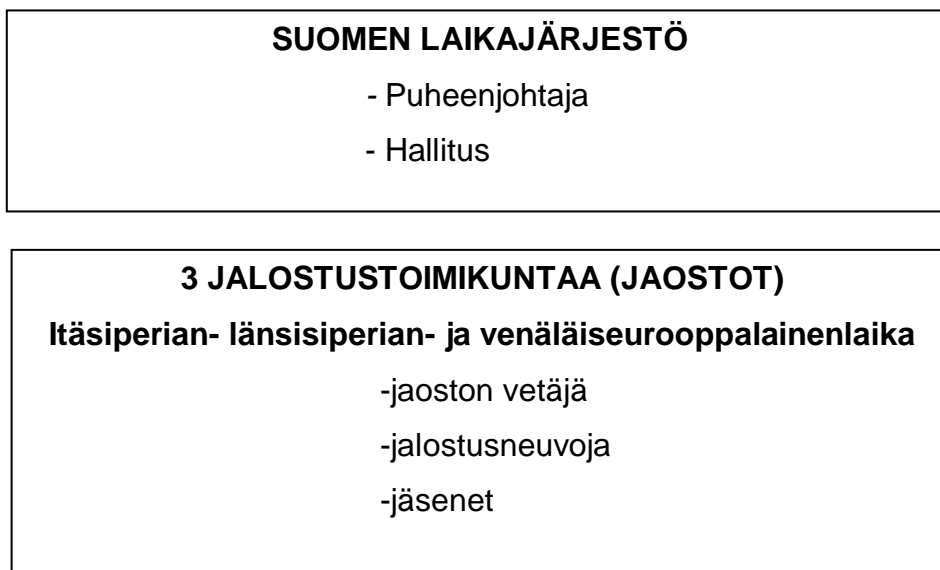 SUOMEN LAIKAJÄRJESTÖ
- Puheenjohtaja
- Hallitus
3 JALOSTUSTOIMIKUNTAA (JAOSTOT)
Itäsiperian- länsisiperian- ja venäläiseurooppalainenlaika
-jaoston vetäjä
-jalostusneuvoja
-jäsenet